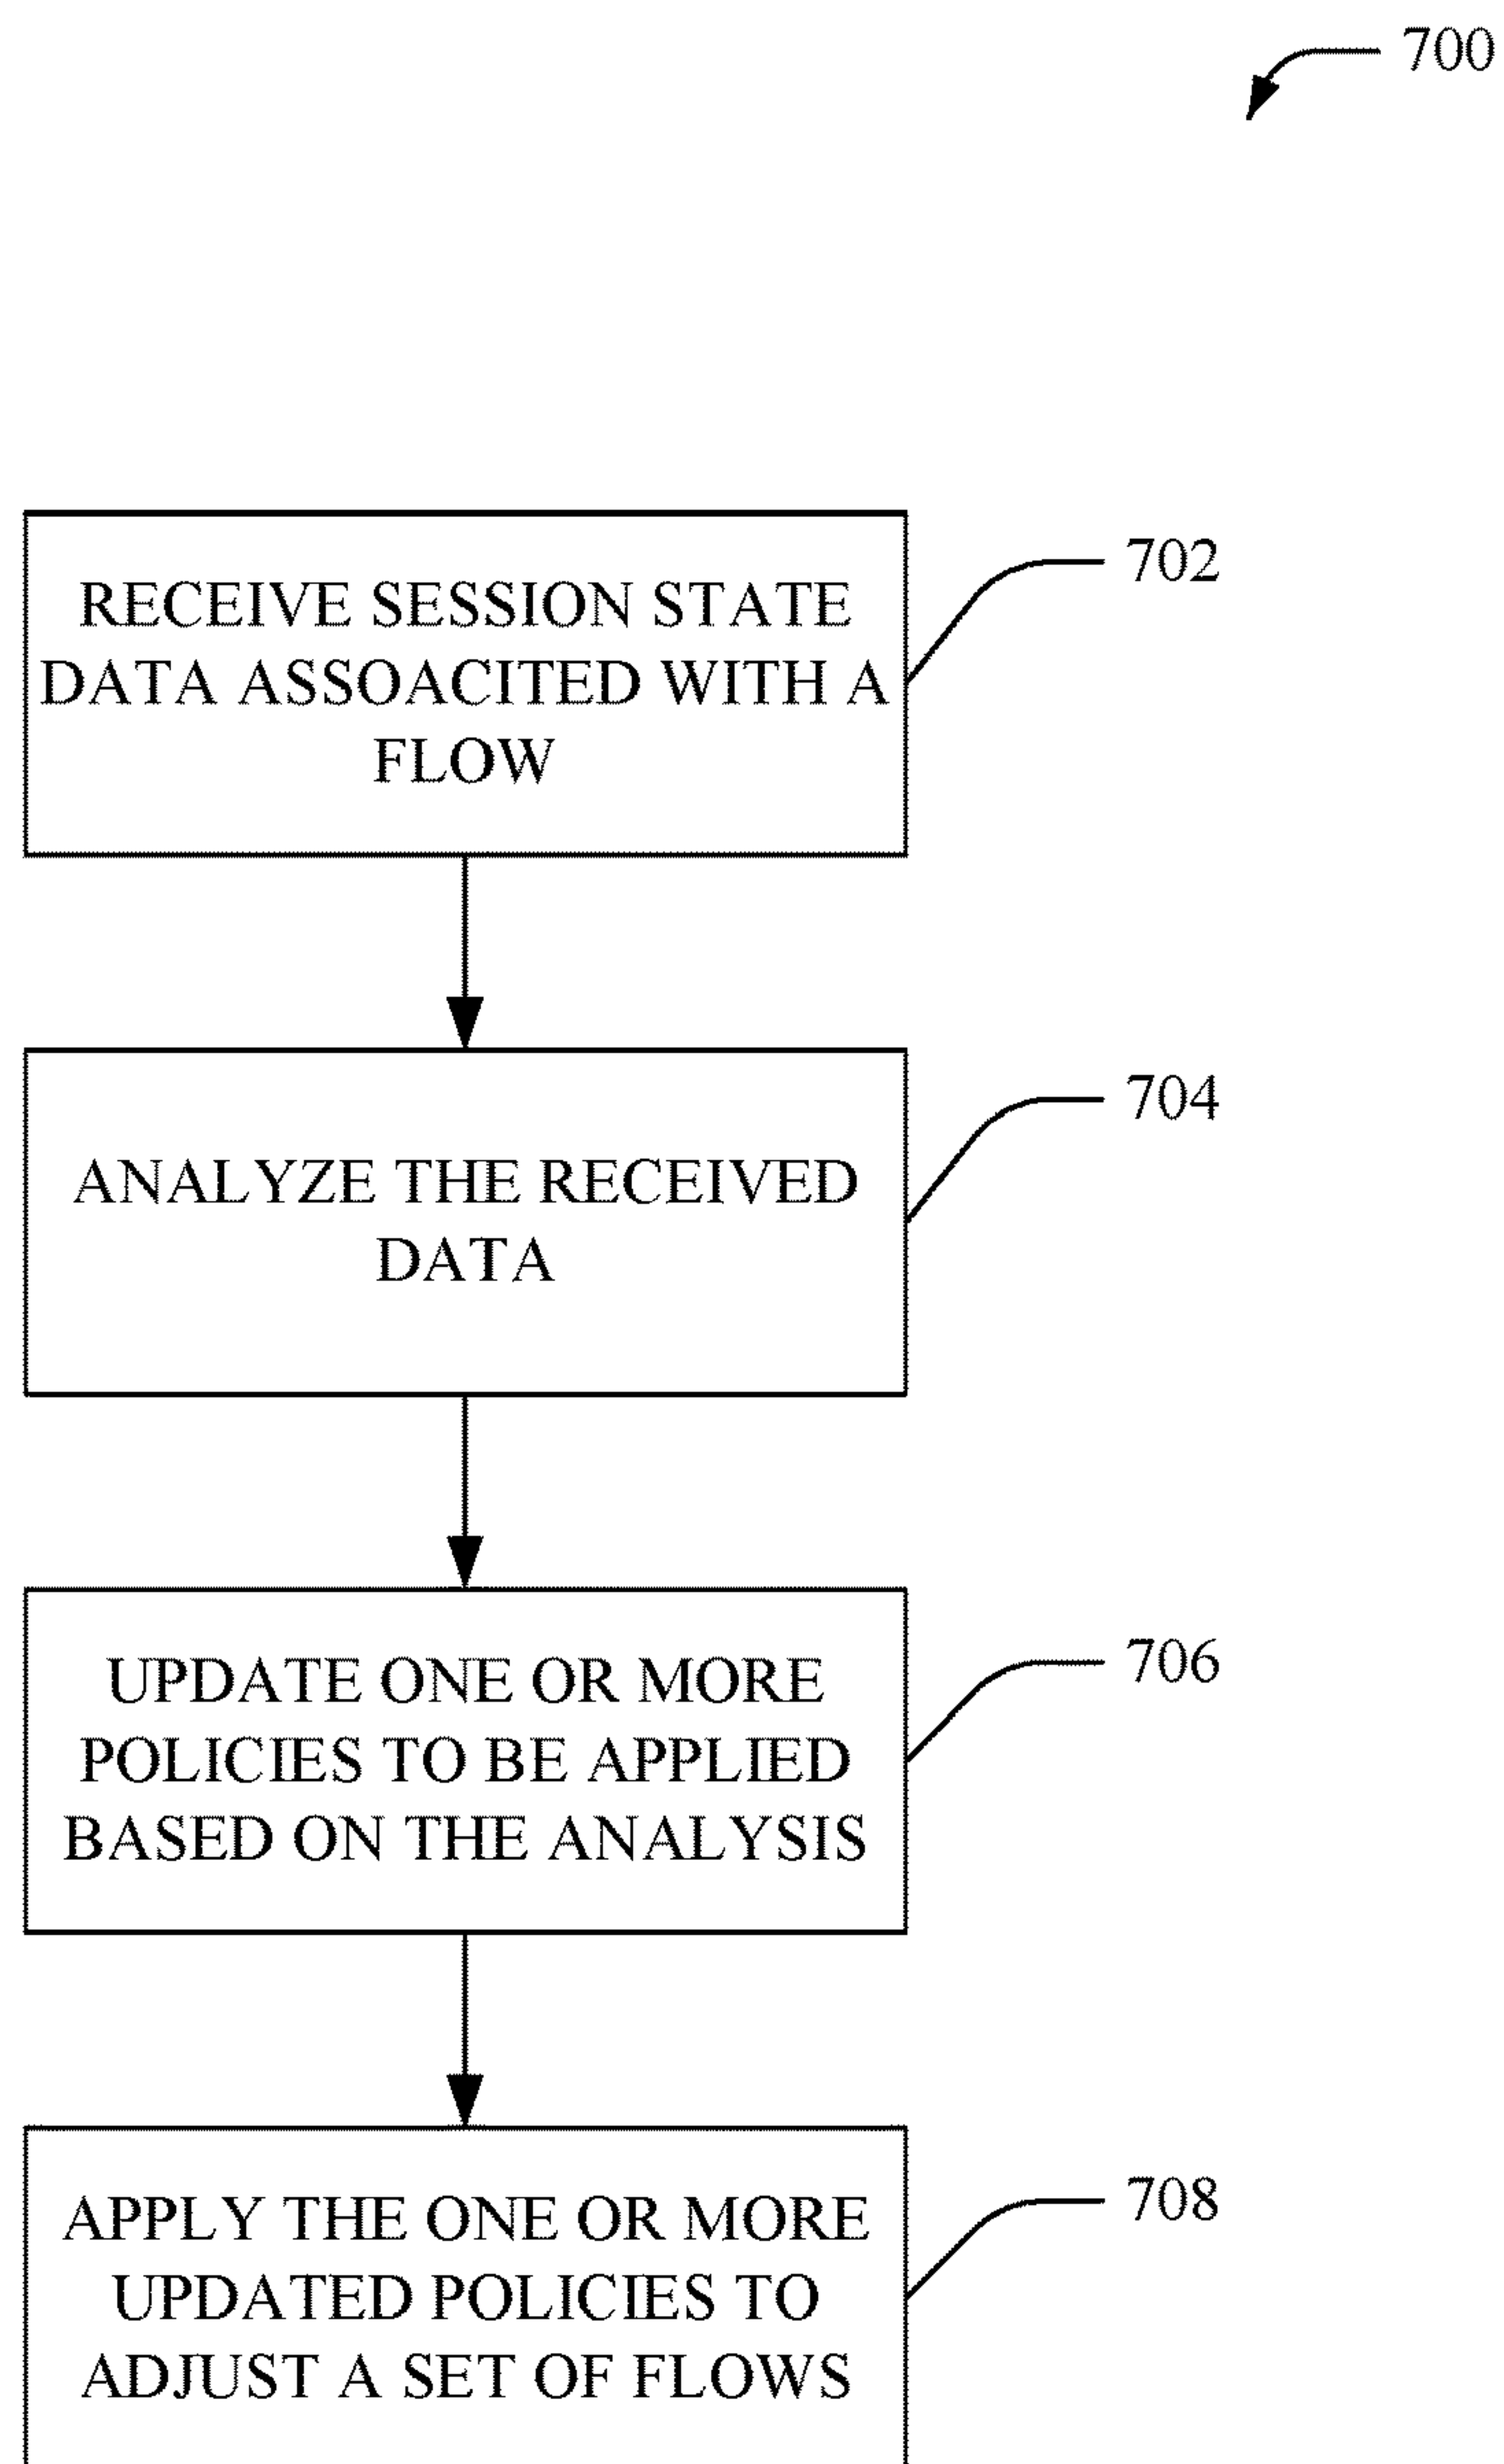 700
RECEIVE SESSION STATE
DATA ASSOACITED WITH A
FLOW
702
ANALYZE THE RECEIVED
DATA
704
UPDATE ONE OR MORE
POLICIES TO BE APPLIED
BASED ON THE ANALYSIS
706
APPLY THE ONE OR MORE
UPDATED POLICIES TO
ADJUST A SET OF FLOWS
708